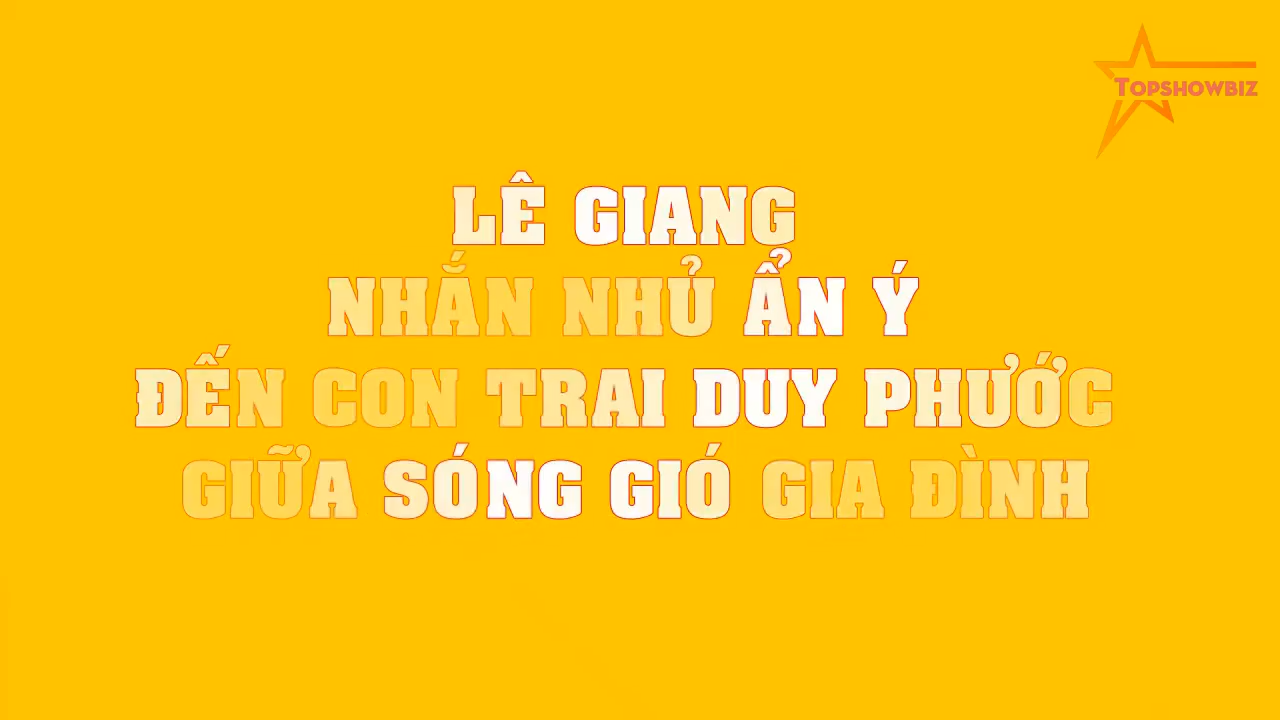 TOPSHOWBIZ
LÊ GIANG
NHẮN NHỦ ẨN Ý
ĐẾN CON TRAI DUY PHƯỚC
GIỮA SÓNG GIÓ GIA ĐÌNH